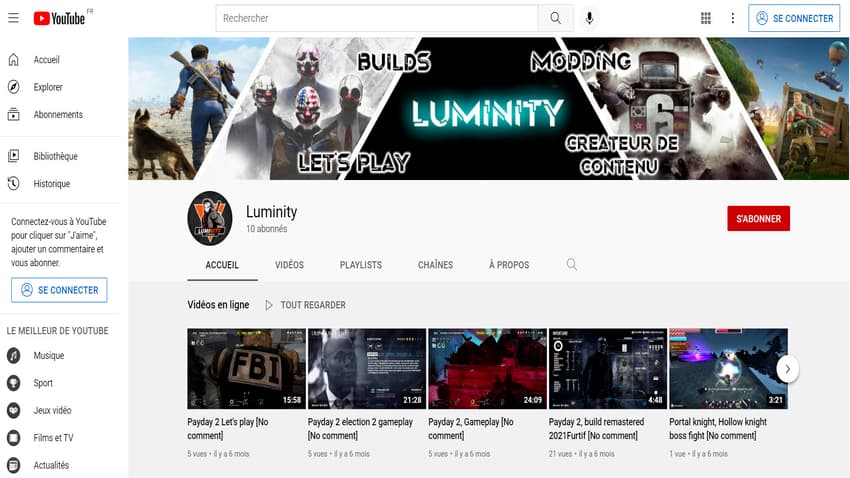 YouTube FR
Rechercher
SE CONNECTER
Accueil
Explorer
Abonnements
Bibliothèque
Historique
Connectez-vous à YouTube
pour cliquer sur "J'aime",
ajouter un commentaire et
vous abonner.
SE CONNECTER
LE MEILLEUR DE YOUTUBE
Musique
Sport
Jeux vidéo
Films et TV
Actualités
BUILDS
MODDING
LUMINITY
LET'S PLAY
CREATEUR DE
CONTENU
6
LUMINITY
Luminity
10 abonnés
S'ABONNER
ACCUEIL VIDÉOS PLAYLISTS CHAÎNES À PROPOS
Vidéos en ligne TOUT REGARDER
FBI
15:58 21:28 24:09 4:48 3:21
Payday 2 Let's play [No
comment]
5 vues • il y a 6 mois
Payday 2 election 2 gameplay
[No comment]
5 vues • il y a 6 mois
Payday 2, Gameplay [No
comment]
5 vues • il y a 6 mois
Payday 2, build remastered
2021Furtif [No comment]
21 vues • il y a 6 mois
Portal knight, Hollow knight
boss fight [No comment]
1 vue • il y a 6 mois